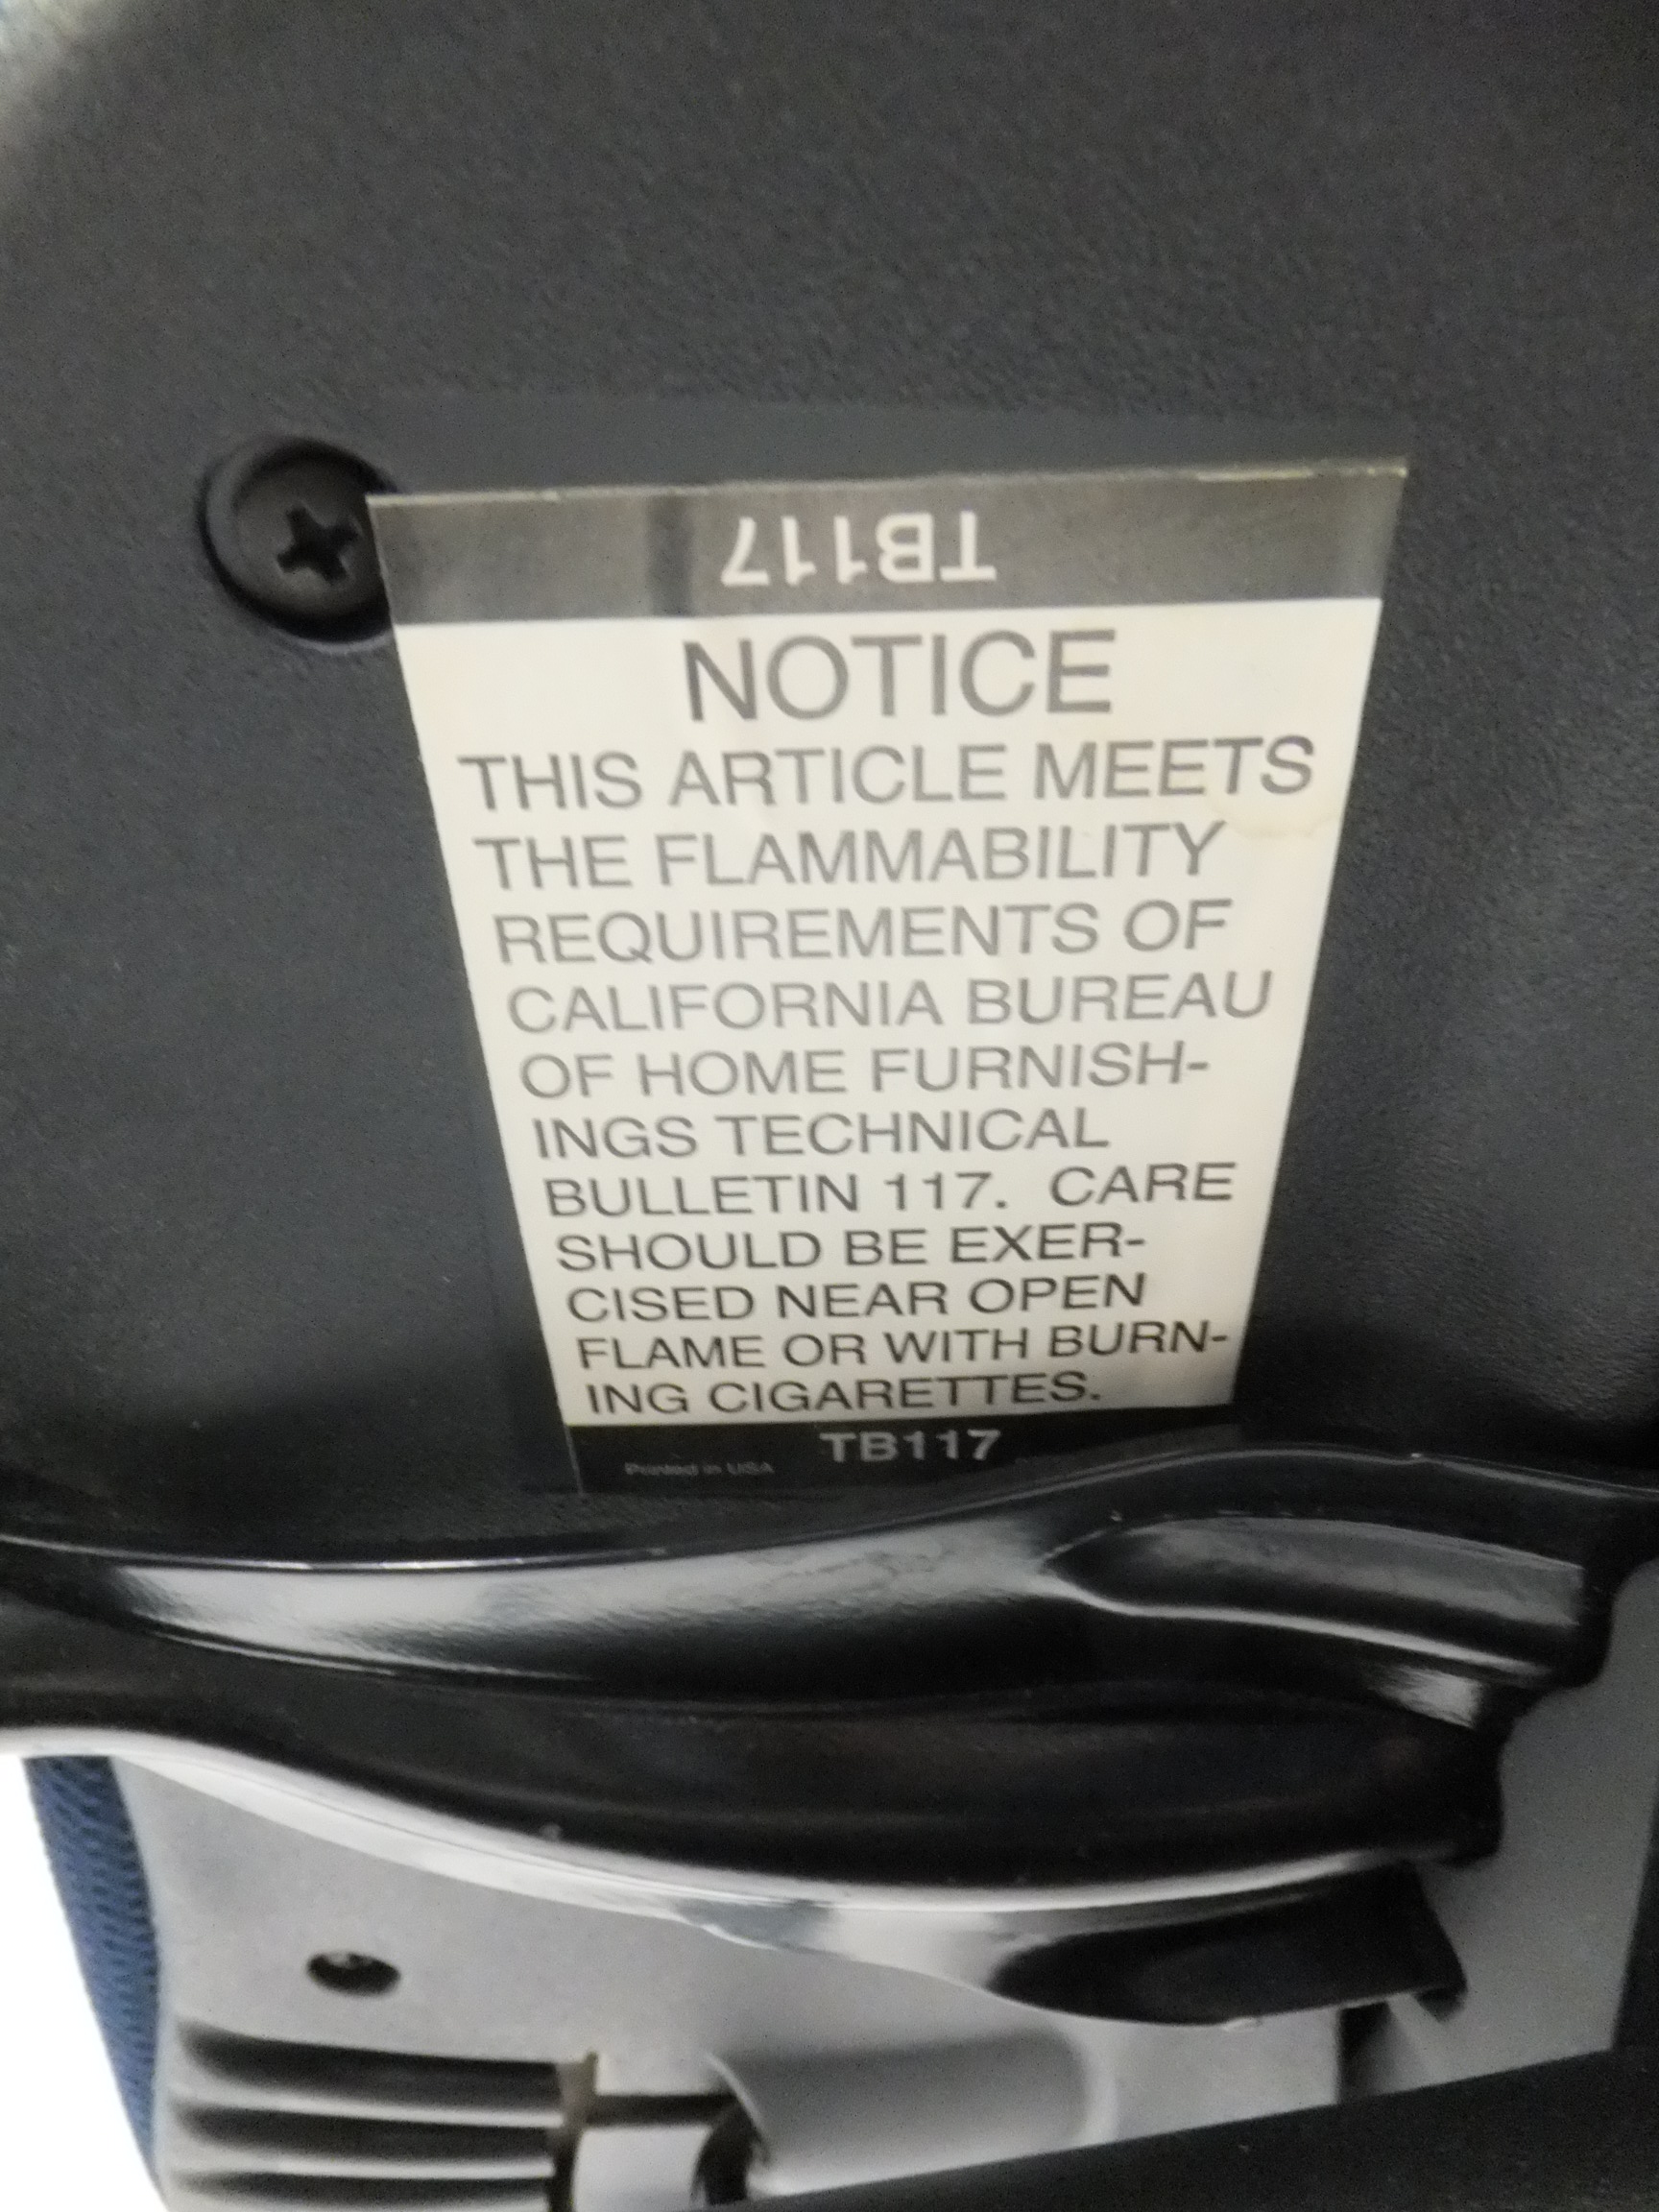 TB117
NOTICE
THIS ARTICLE MEETS
THE FLAMMABILITY
REQUIREMENTS OF
CALIFORNIA BUREAU
OF HOME FURNISH-
INGS TECHNICAL
BULLETIN 117.  CARE
SHOULD BE EXER-
CISED NEAR OPEN
FLAME OR WITH BURN-
ING CIGARETTES.
TB117
Printed in USA